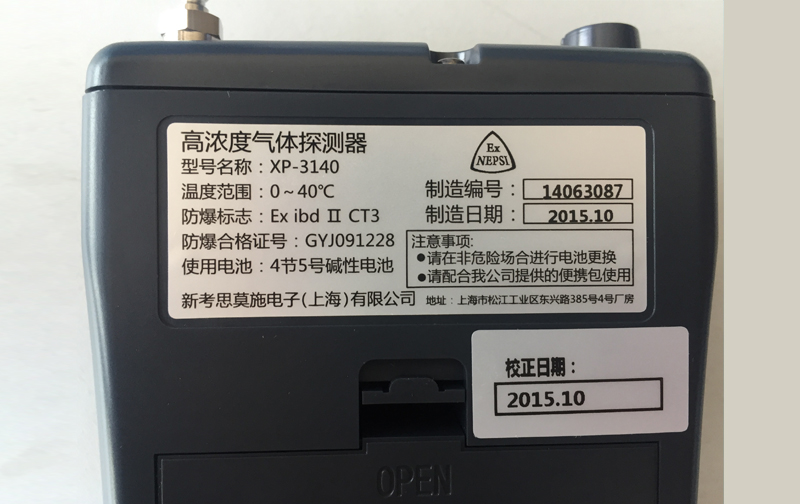 高浓度气体探测器
Ex
NEPSI
型号名称：XP-3140
温度范围：0～40℃
制造编号：14063087
防爆标志：Ex ibd Ⅱ CT3
制造日期：2015.10
防爆合格证号：GYJ091228
注意事项:
●请在非危险场合进行电池更换
使用电池：4节5号碱性电池
●请配合我公司提供的便携包使用
新考思莫施电子(上海)有限公司 地址：上海市松江工业区东兴路385号4号厂房
校正日期：
2015.10
OPEN